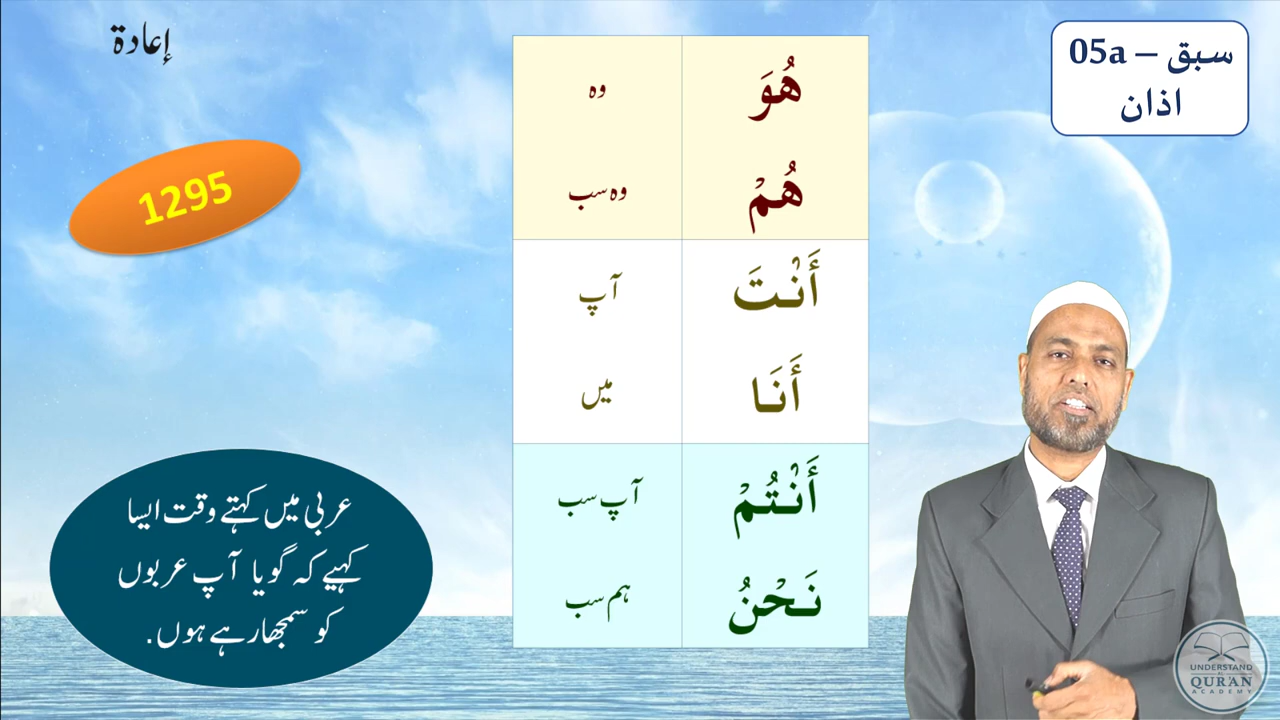 سبق – 05a
اذان
إعادة
هُوَ وہ
هُمْ وہ سب
أَنْتَ آپ
أَنَا میں
أَنْتُمْ آپ سب
نَحْنُ ہم سب
1295
عربی میں کہتے وقت ایسا
کہیے کہ گویا آپ عربوں
کو سمجھا رہے ہوں.
UNDERSTAND
QURAN
ACADEMY